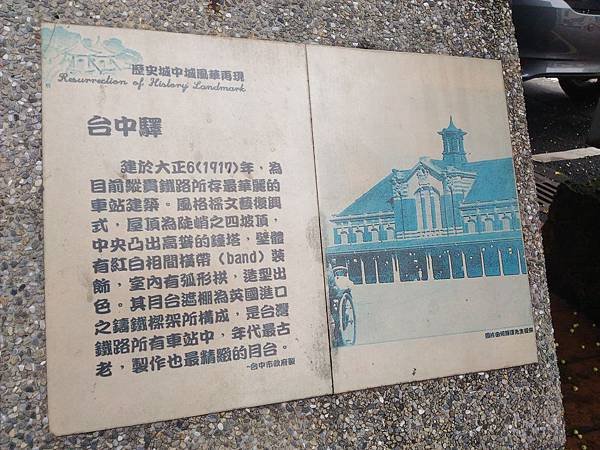 歷史城中城風華再現
Resurrection of History Landmark
台中驛
建於大正6(1917)年，為
目前縱貫鐵路所存最華麗的
車站建築。風格採文藝復興
式，屋頂為陡峭之四坡頂，
中央凸出高聳的鐘塔，壁體
有紅白相間橫帶（band）裝
飾，室內有弧形拱，造型出
色。其月台遮棚為英國進口
之鑄鐵樑架所構成，是台灣
鐵路所有車站中，年代最古
老，製作也最精緻的月台。
-台中市政府製